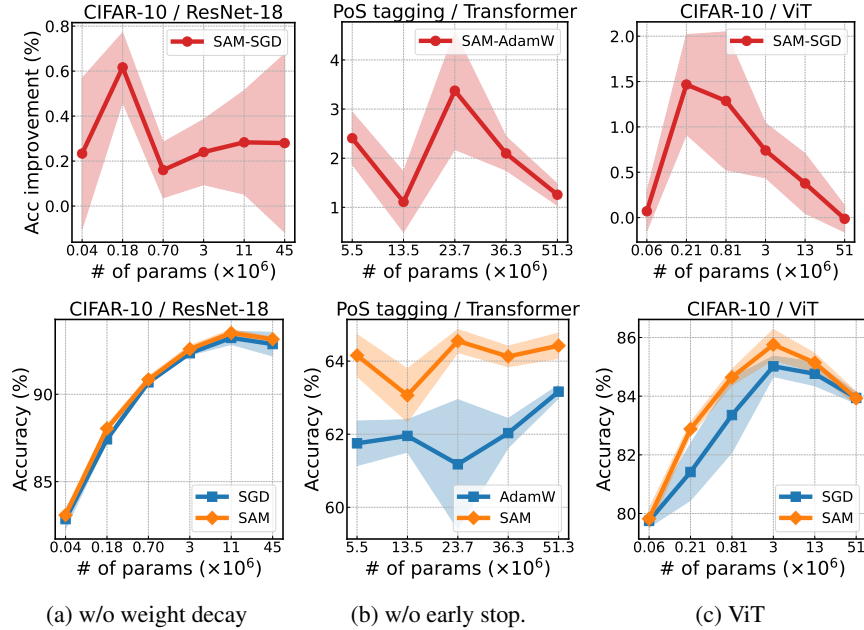 CIFAR-10 / ResNet-18
Acc improvement (%)
0.8
0.6
0.4
0.2
0.0
SAM-SGD
0.04 0.18 0.70 3 11 45
# of params (×10⁶)
PoS tagging / Transformer
4
3
2
1
SAM-AdamW
5.5 13.5 23.7 36.3 51.3
# of params (×10⁶)
CIFAR-10 / ViT
2.0
1.5
1.0
0.5
0.0
SAM-SGD
0.06 0.21 0.81 3 13 51
# of params (×10⁶)
CIFAR-10 / ResNet-18
Accuracy (%)
90
85
SGD
SAM
0.04 0.18 0.70 3 11 45
# of params (×10⁶)
PoS tagging / Transformer
Accuracy (%)
64
62
60
AdamW
SAM
5.5 13.5 23.7 36.3 51.3
# of params (×10⁶)
CIFAR-10 / ViT
Accuracy (%)
86
84
82
80
SGD
SAM
0.06 0.21 0.81 3 13 51
# of params (×10⁶)
(a) w/o weight decay
(b) w/o early stop.
(c) ViT